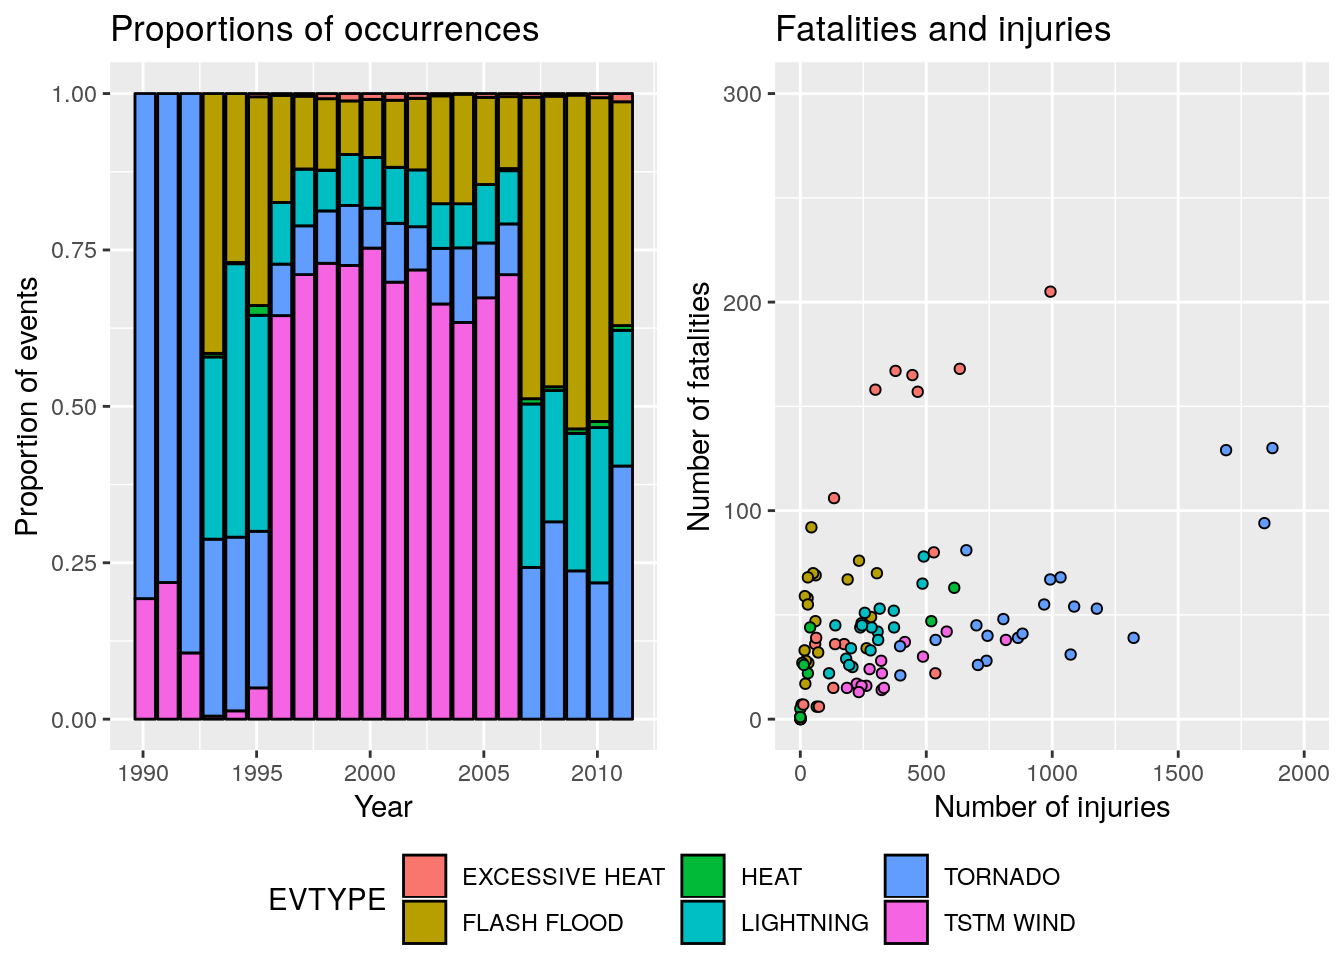 Proportions of occurrences
1.00
0.75
0.50
0.25
0.00
Proportion of events
1990 1995 2000 2005 2010
Year
Fatalities and injuries
300
200
100
0
Number of fatalities
0 500 1000 1500 2000
Number of injuries
EVTYPE
EXCESSIVE HEAT HEAT TORNADO
FLASH FLOOD LIGHTNING TSTM WIND